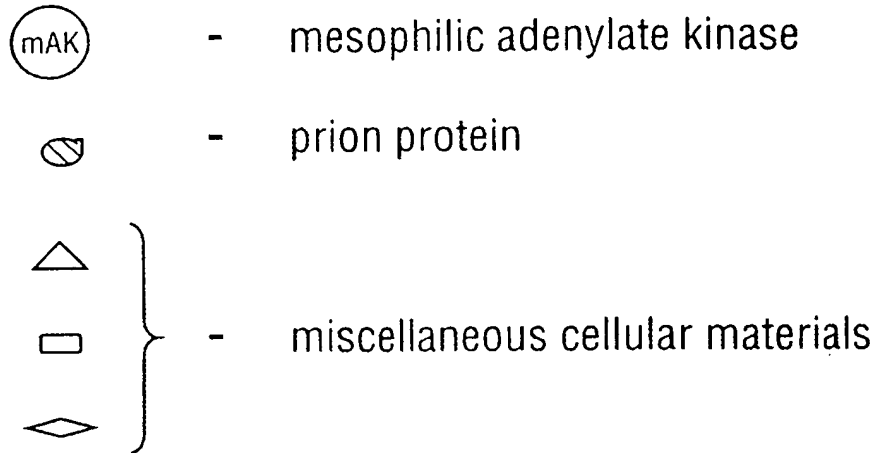 mAK - mesophilic adenylate kinase
- prion protein
- miscellaneous cellular materials